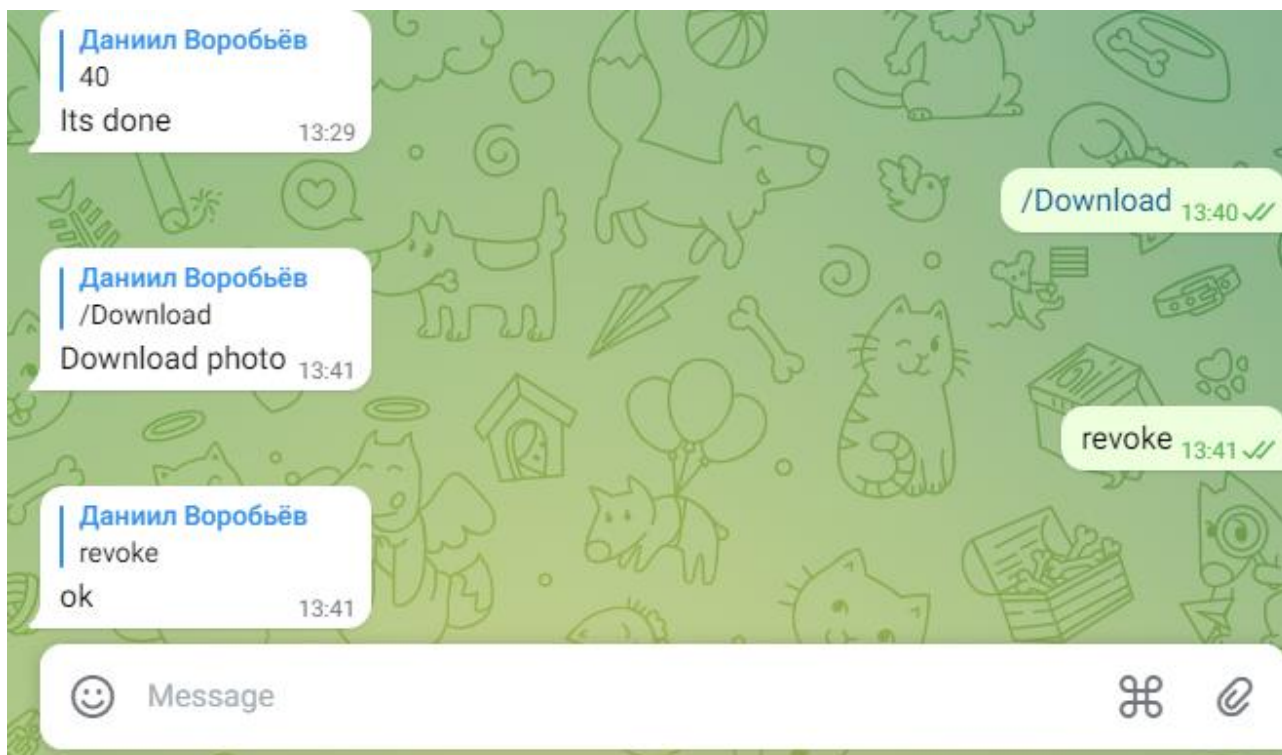 Даниил Воробьёв
40
Its done 13:29
/Download 13:40
Даниил Воробьёв
/Download
Download photo 13:41
revoke 13:41
Даниил Воробьёв
revoke
ok 13:41
Message